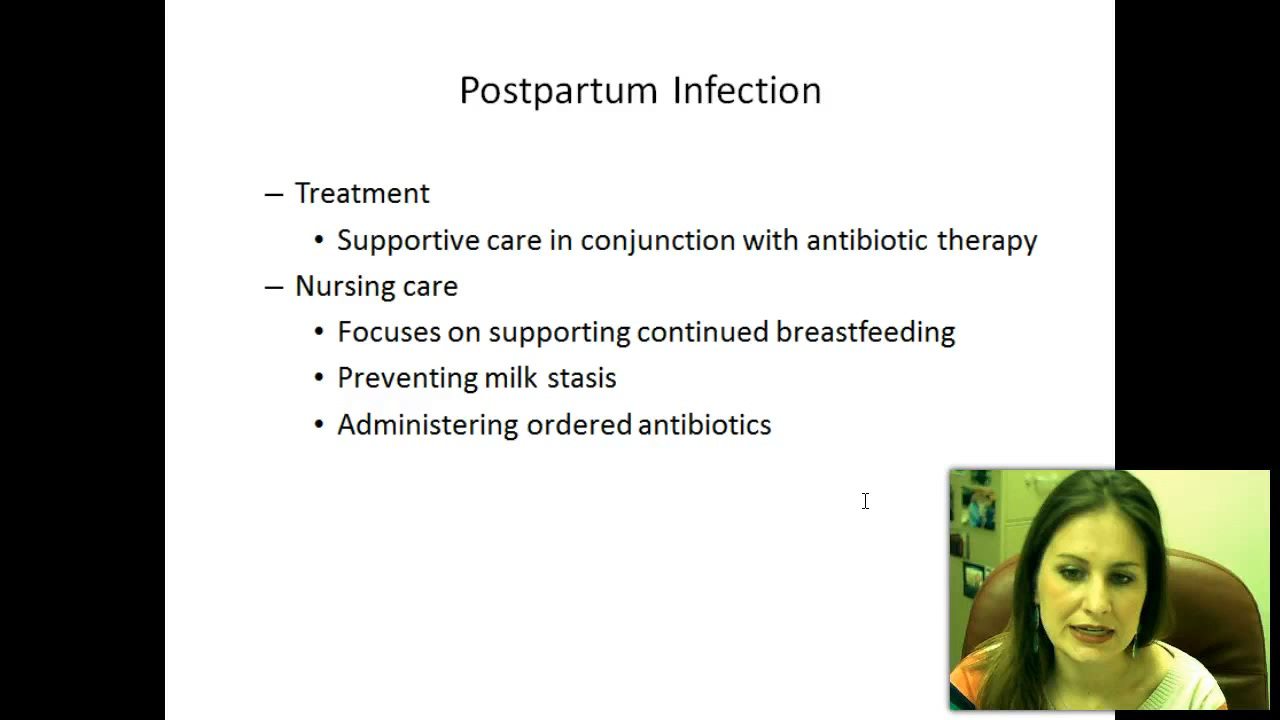 Postpartum Infection
– Treatment
• Supportive care in conjunction with antibiotic therapy
– Nursing care
• Focuses on supporting continued breastfeeding
• Preventing milk stasis
• Administering ordered antibiotics